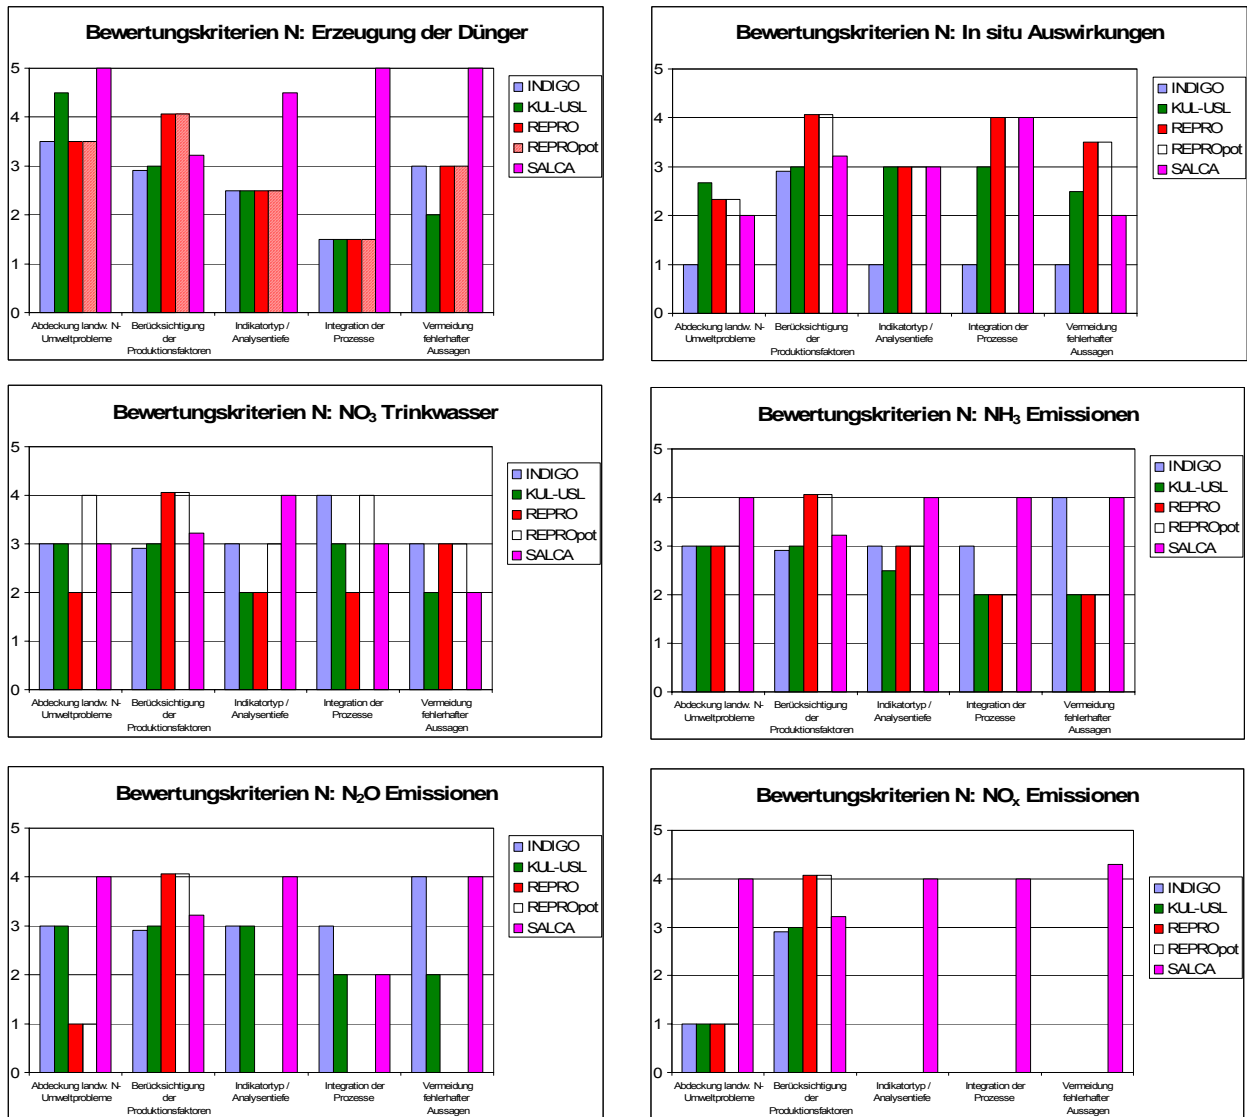 Bewertungskriterien N: Erzeugung der Dünger
5
4
3
2
1
0
INDIGO
KUL-USL
REPRO
REPROpot
SALCA
Abdeckung landw. N-
Umweltprobleme
Berücksichtigung
der
Produktionsfaktoren
Indikatortyp /
Analysentiefe
Integration der
Prozesse
Vermeidung
fehlerhafter
Aussagen
Bewertungskriterien N: In situ Auswirkungen
5
4
3
2
1
0
INDIGO
KUL-USL
REPRO
REPROpot
SALCA
Abdeckung landw. N-
Umweltprobleme
Berücksichtigung
der
Produktionsfaktoren
Indikatortyp /
Analysentiefe
Integration der
Prozesse
Vermeidung
fehlerhafter
Aussagen
Bewertungskriterien N: NO₃ Trinkwasser
5
4
3
2
1
0
INDIGO
KUL-USL
REPRO
REPROpot
SALCA
Abdeckung landw. N-
Umweltprobleme
Berücksichtigung
der
Produktionsfaktoren
Indikatortyp /
Analysentiefe
Integration der
Prozesse
Vermeidung
fehlerhafter
Aussagen
Bewertungskriterien N: NH₃ Emissionen
5
4
3
2
1
0
INDIGO
KUL-USL
REPRO
REPROpot
SALCA
Abdeckung landw. N-
Umweltprobleme
Berücksichtigung
der
Produktionsfaktoren
Indikatortyp /
Analysentiefe
Integration der
Prozesse
Vermeidung
fehlerhafter
Aussagen
Bewertungskriterien N: N₂O Emissionen
5
4
3
2
1
0
INDIGO
KUL-USL
REPRO
REPROpot
SALCA
Abdeckung landw. N-
Umweltprobleme
Berücksichtigung
der
Produktionsfaktoren
Indikatortyp /
Analysentiefe
Integration der
Prozesse
Vermeidung
fehlerhafter
Aussagen
Bewertungskriterien N: NOₓ Emissionen
5
4
3
2
1
0
INDIGO
KUL-USL
REPRO
REPROpot
SALCA
Abdeckung landw. N-
Umweltprobleme
Berücksichtigung
der
Produktionsfaktoren
Indikatortyp /
Analysentiefe
Integration der
Prozesse
Vermeidung
fehlerhafter
Aussagen